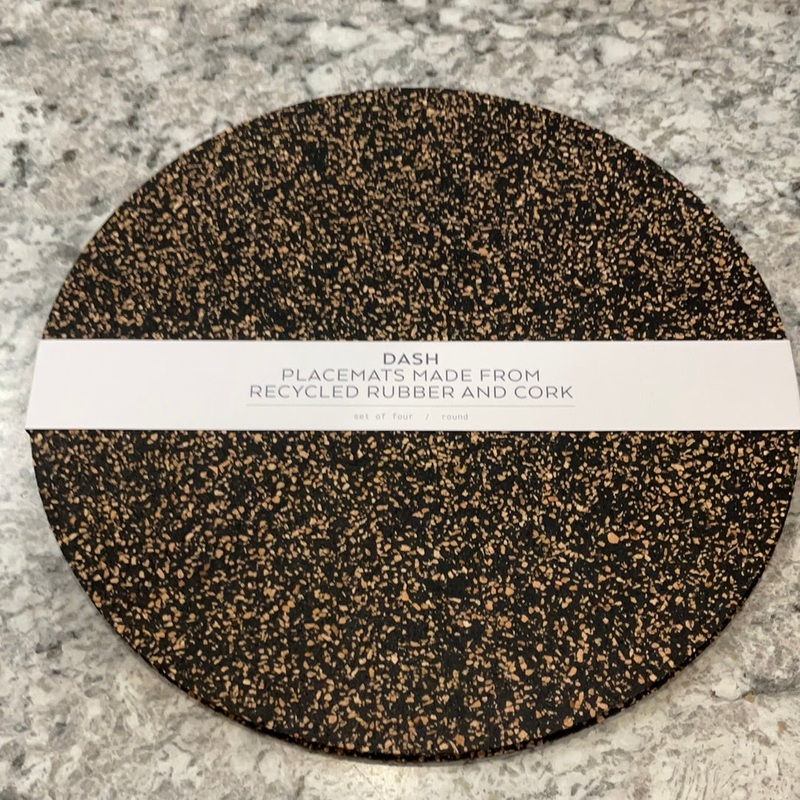 DASH
PLACEMATS MADE FROM
RECYCLED RUBBER AND CORK
set of four / round